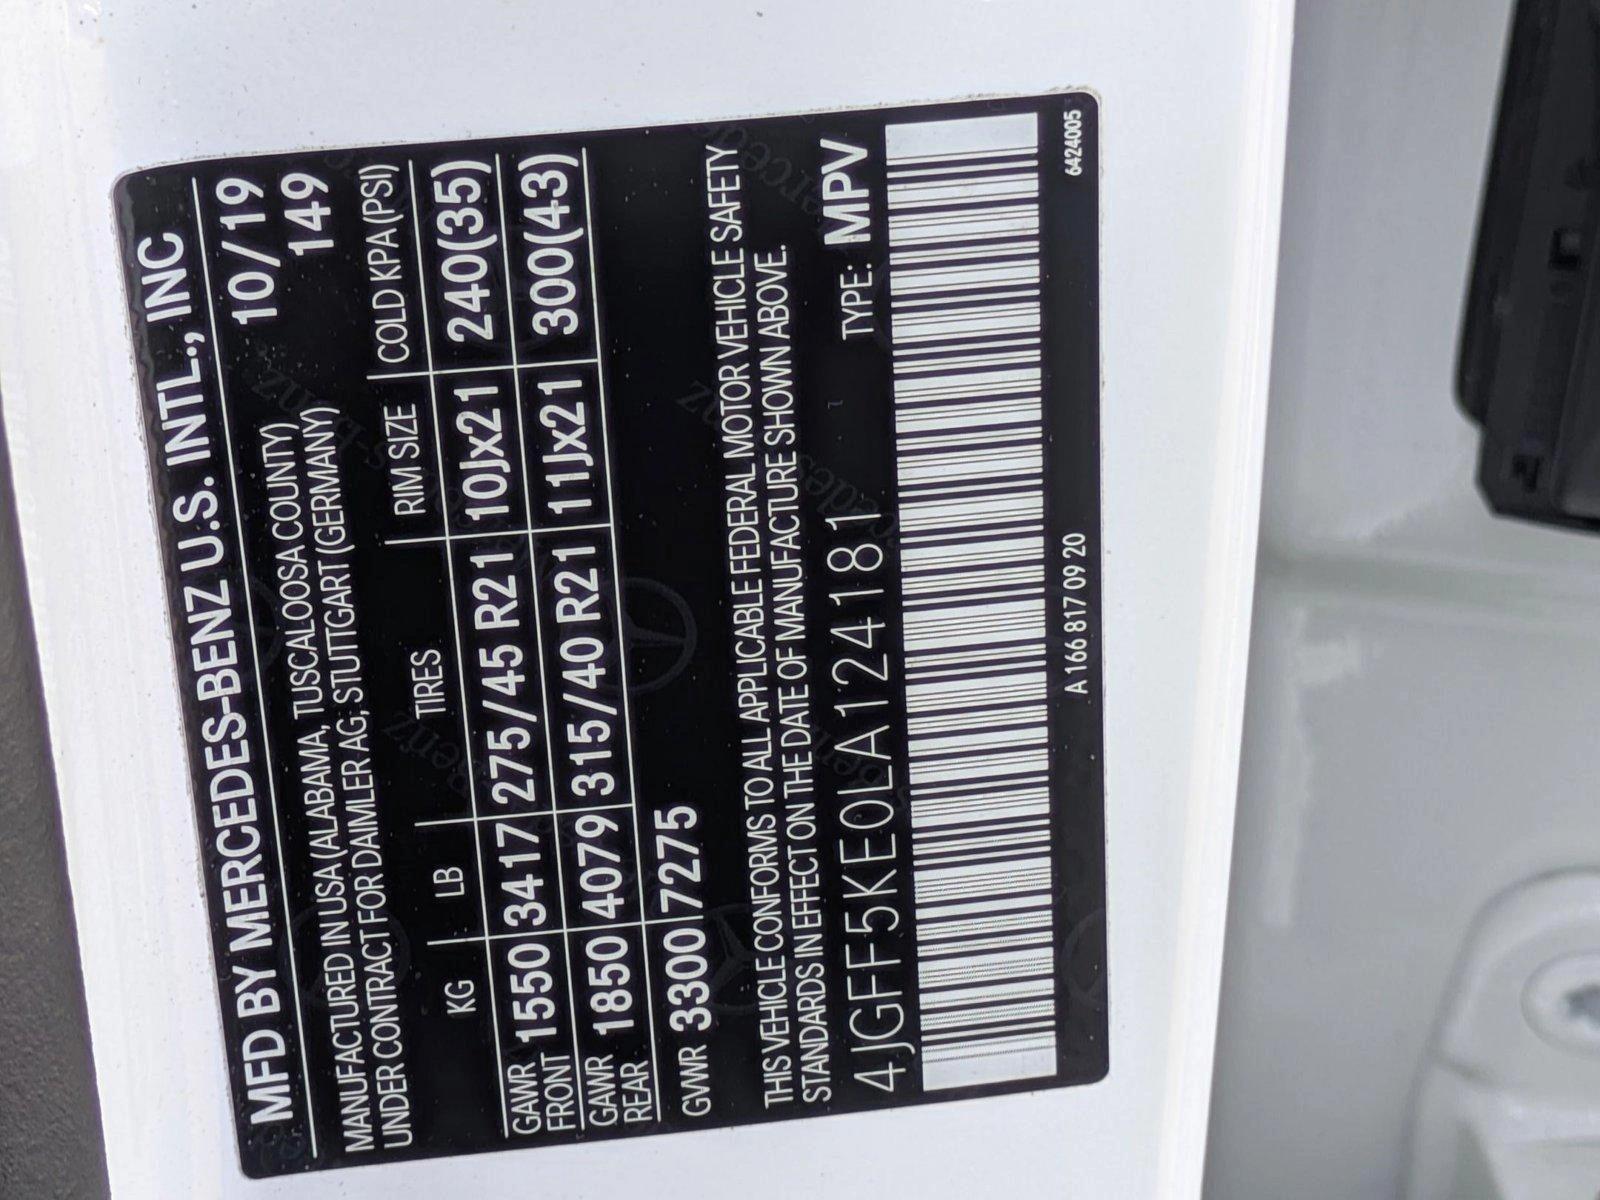 MFD BY MERCEDES-BENZ U.S. INTL., INC
10/19
MANUFACTURED IN USA (ALABAMA, TUSCALOOSA COUNTY) 149
UNDER CONTRACT FOR DAIMLER AG; STUTTGART (GERMANY)
KG LB TIRES RIM SIZE COLD KPA (PSI)
GAWR FRONT 1550 3417 275/45 R21 10Jx21 240(35)
GAWR REAR 1850 4079 315/40 R21 11Jx21 300(43)
GVWR 3300 7275
THIS VEHICLE CONFORMS TO ALL APPLICABLE FEDERAL MOTOR VEHICLE SAFETY
STANDARDS IN EFFECT ON THE DATE OF MANUFACTURE SHOWN ABOVE.
4JGFF5KE0LA124181 TYPE: MPV
A 166 817 09 20 6424005